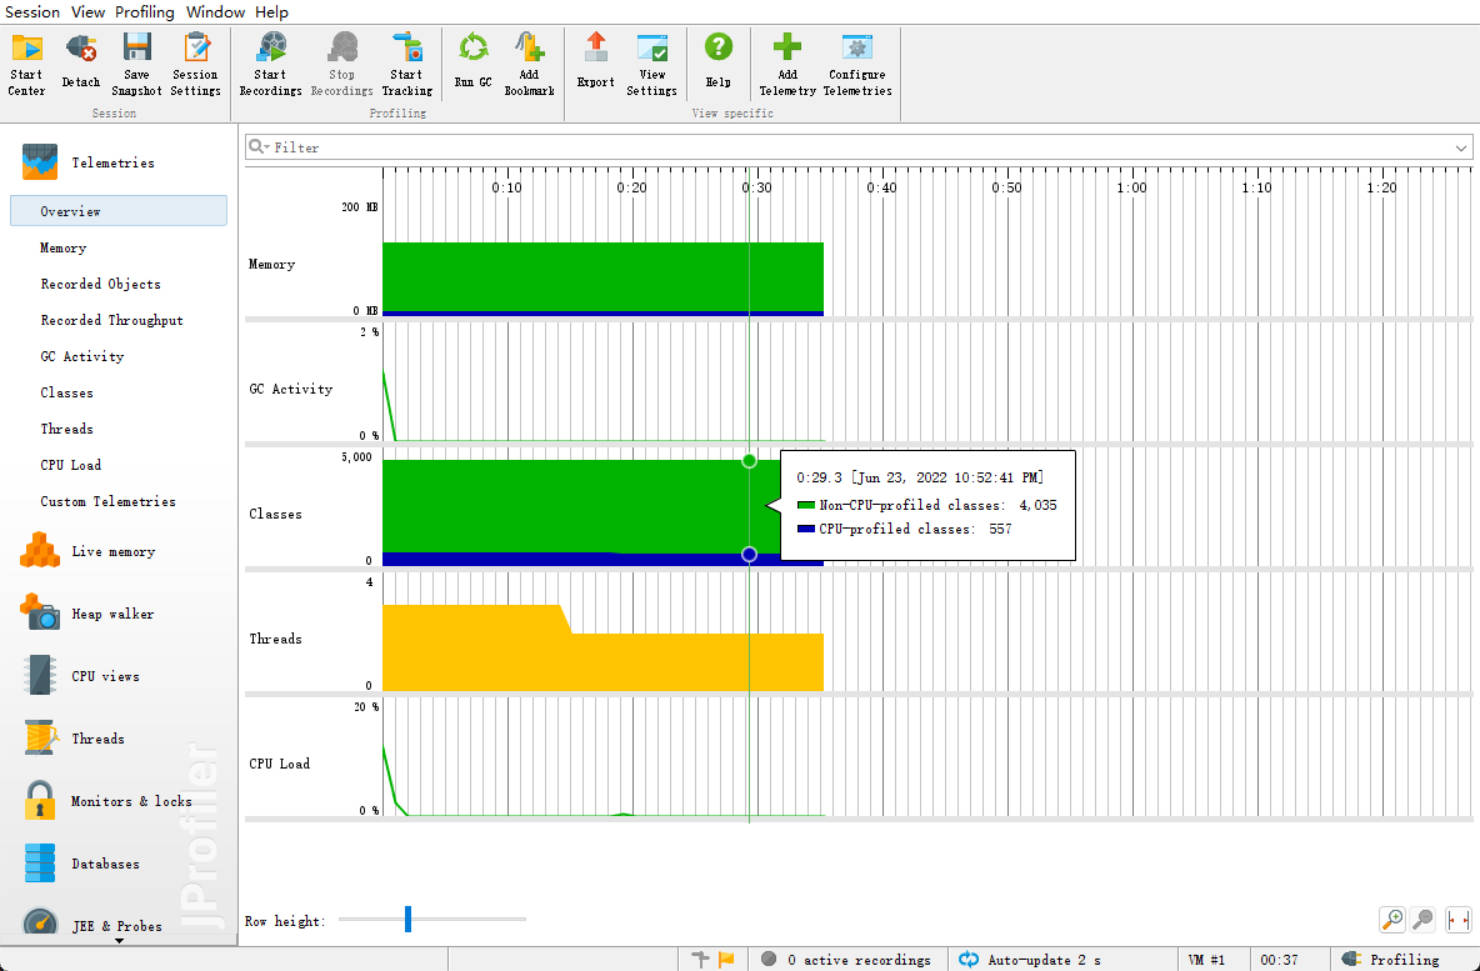 Session View Profiling Window Help
Start Center
Detach
Save Snapshot
Session Settings
Start Recordings
Stop Recordings
Start Tracking
Run GC
Add Bookmark
Export
View Settings
Help
Add Telemetry
Configure Telemetries
Session
Profiling
View specific
Telemetries
Overview
Memory
Recorded Objects
Recorded Throughput
GC Activity
Classes
Threads
CPU Load
Custom Telemetries
Live memory
Heap walker
CPU views
Threads
Monitors & locks
Databases
JEE & Probes
JProfiler
Filter
0:10 0:20 0:30 0:40 0:50 1:00 1:10 1:20
200 MB
Memory
0 MB
2 %
GC Activity
0 %
5,000
Classes
0
0:29.3 [Jun 23, 2022 10:52:41 PM]
Non-CPU-profiled classes: 4,035
CPU-profiled classes: 557
4
Threads
0
20 %
CPU Load
0 %
Row height:
0 active recordings
Auto-update 2 s
VM #1
00:37
Profiling